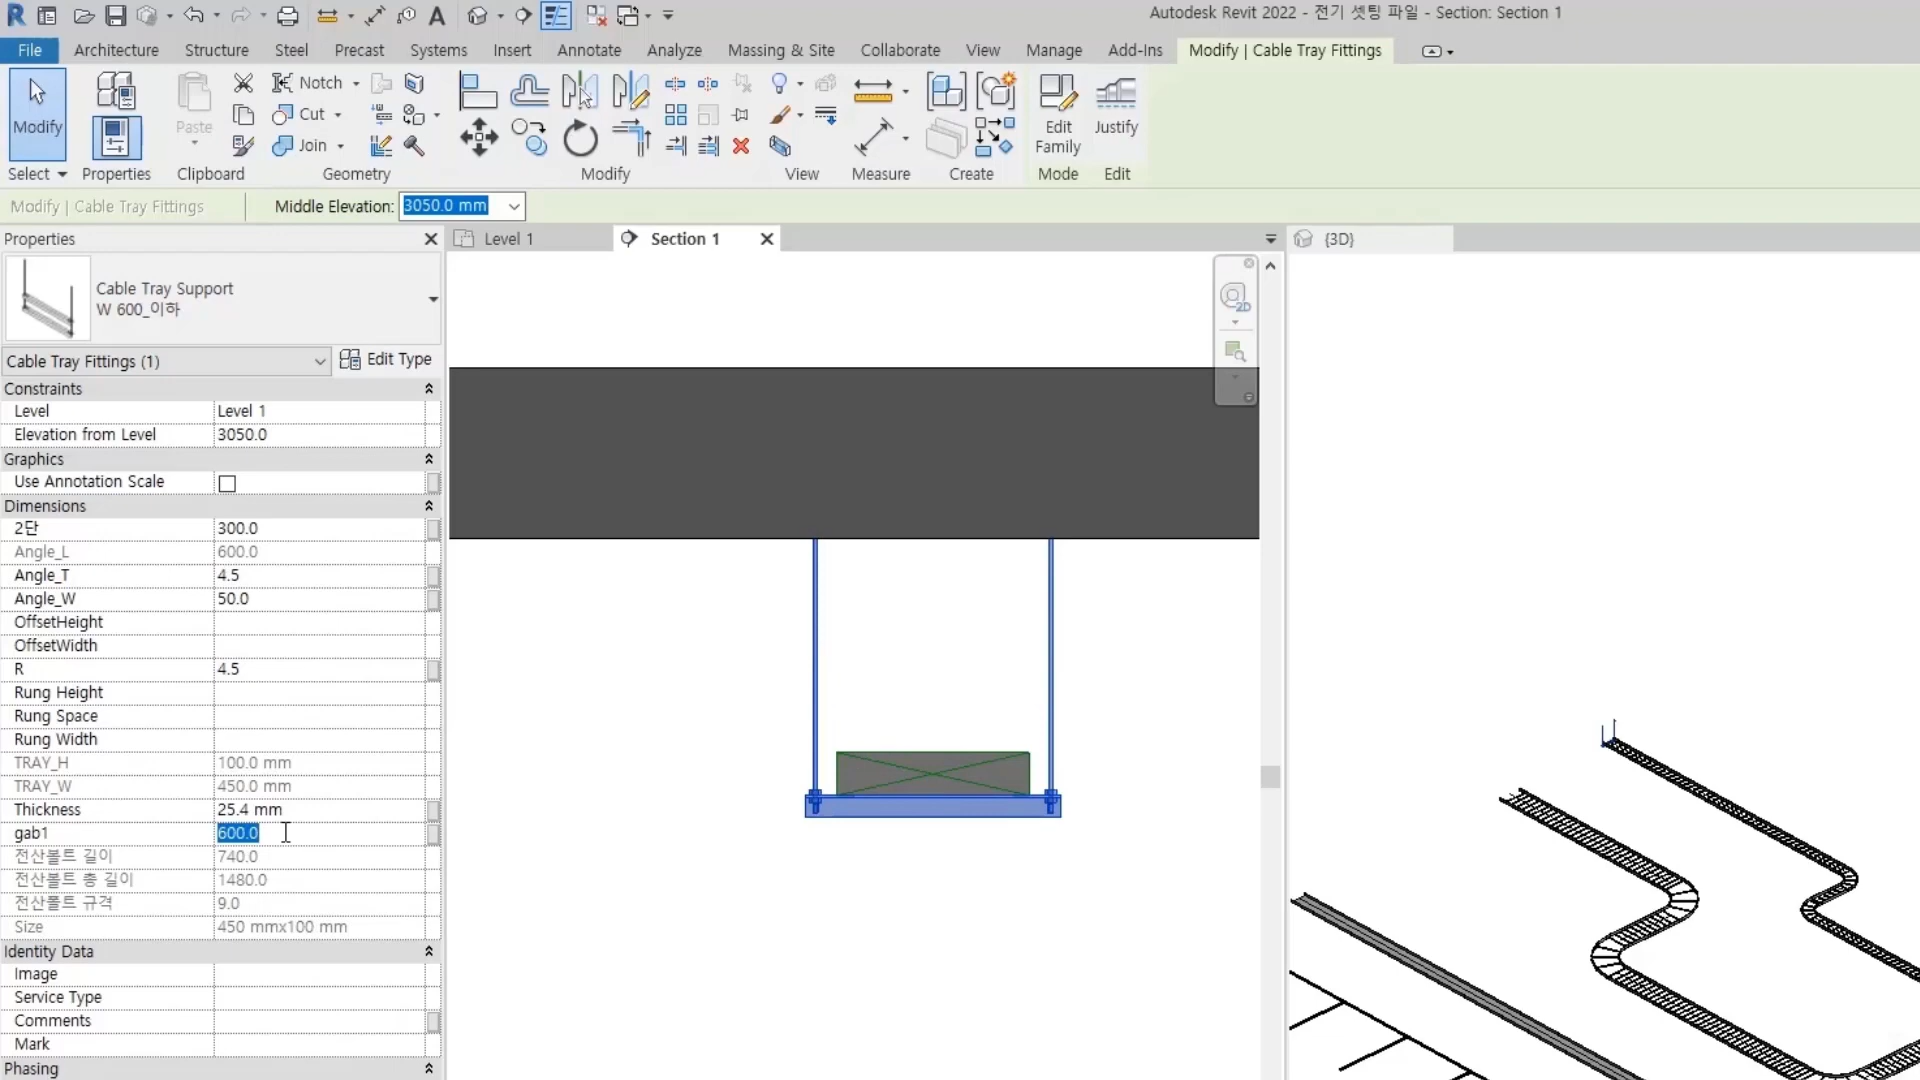 Autodesk Revit 2022 - 전기 셋팅 파일 - Section: Section 1
File Architecture Structure Steel Precast Systems Insert Annotate Analyze Massing & Site Collaborate View Manage Add-Ins Modify | Cable Tray Fittings
Modify
Paste
Notch
Cut
Join
Edit Family
Justify
Select Properties Clipboard Geometry Modify View Measure Create Mode Edit
Modify | Cable Tray Fittings Middle Elevation: 3050.0 mm
Properties
Level 1
Section 1
{3D}
2D
Cable Tray Support
W 600_이하
Cable Tray Fittings (1) Edit Type
Constraints
Level Level 1
Elevation from Level 3050.0
Graphics
Use Annotation Scale
Dimensions
2단 300.0
Angle_L 600.0
Angle_T 4.5
Angle_W 50.0
OffsetHeight
OffsetWidth
R 4.5
Rung Height
Rung Space
Rung Width
TRAY_H 100.0 mm
TRAY_W 450.0 mm
Thickness 25.4 mm
gab1 600.0
전산볼트 길이 740.0
전산볼트 총 길이 1480.0
전산폴트 규격 9.0
Size 450 mmx100 mm
Identity Data
Image
Service Type
Comments
Mark
Phasing